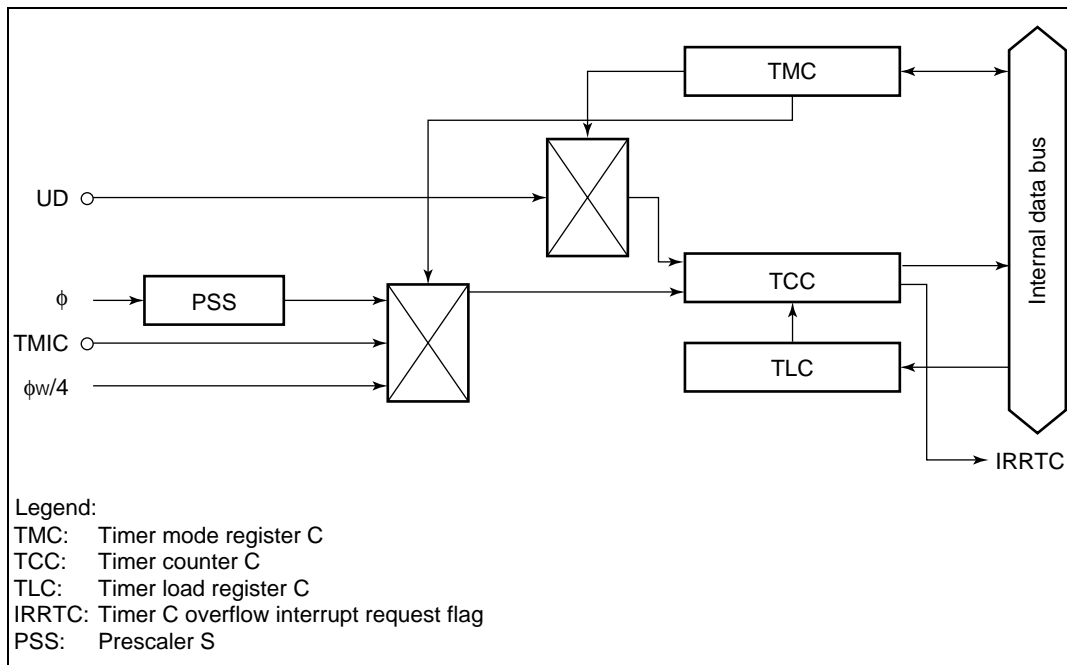 TMC
UD
TCC
ϕ
PSS
TMIC
TLC
ϕW/4
Internal data bus
IRRTC
Legend:
TMC: Timer mode register C
TCC: Timer counter C
TLC: Timer load register C
IRRTC: Timer C overflow interrupt request flag
PSS: Prescaler S